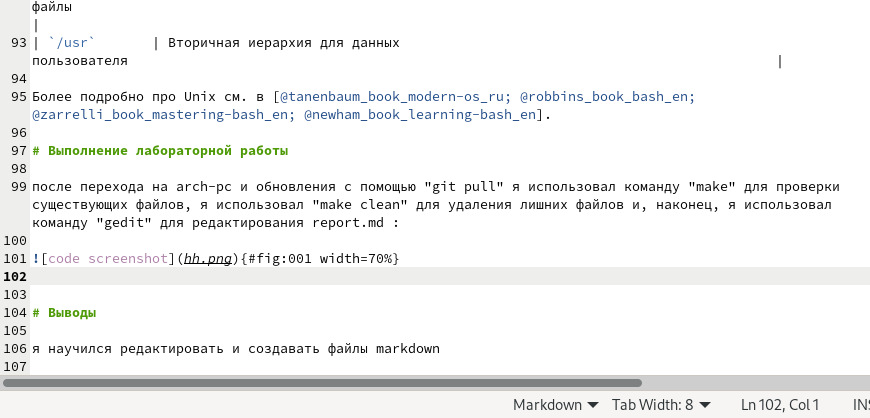 файлы
|
93 | `/usr` | Вторичная иерархия для данных
пользователя |
94
95 Более подробно про Unix см. в [@tanenbaum_book_modern-os_ru; @robbins_book_bash_en;
@zarrelli_book_mastering-bash_en; @newham_book_learning-bash_en].
96
97 # Выполнение лабораторной работы
98
99 после перехода на arch-pc и обновления с помощью "git pull" я использовал команду "make" для проверки
существующих файлов, я использовал "make clean" для удаления лишних файлов и, наконец, я использовал
команду "gedit" для редактирования report.md :
100
101 ![code screenshot](hh.png){#fig:001 width=70%}
102
103
104 # Выводы
105
106 я научился редактировать и создавать файлы markdown
107
Markdown Tab Width: 8 Ln 102, Col 1 INS